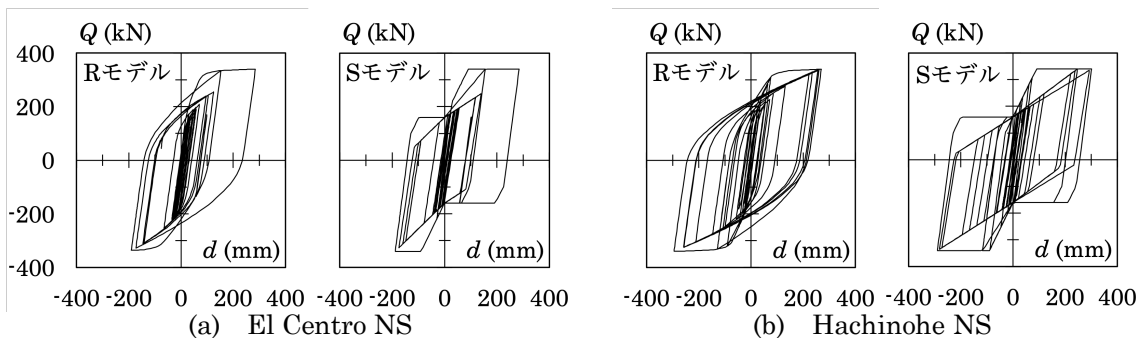 Q (kN) Q (kN) Q (kN) Q (kN)
400
Rモデル Sモデル Rモデル Sモデル
200
0
-200
d (mm) d (mm) d (mm) d (mm)
-400
-400 -200 0 200 400 -400 -200 0 200 400 -400 -200 0 200 400 -400 -200 0 200 400
(a) El Centro NS (b) Hachinohe NS